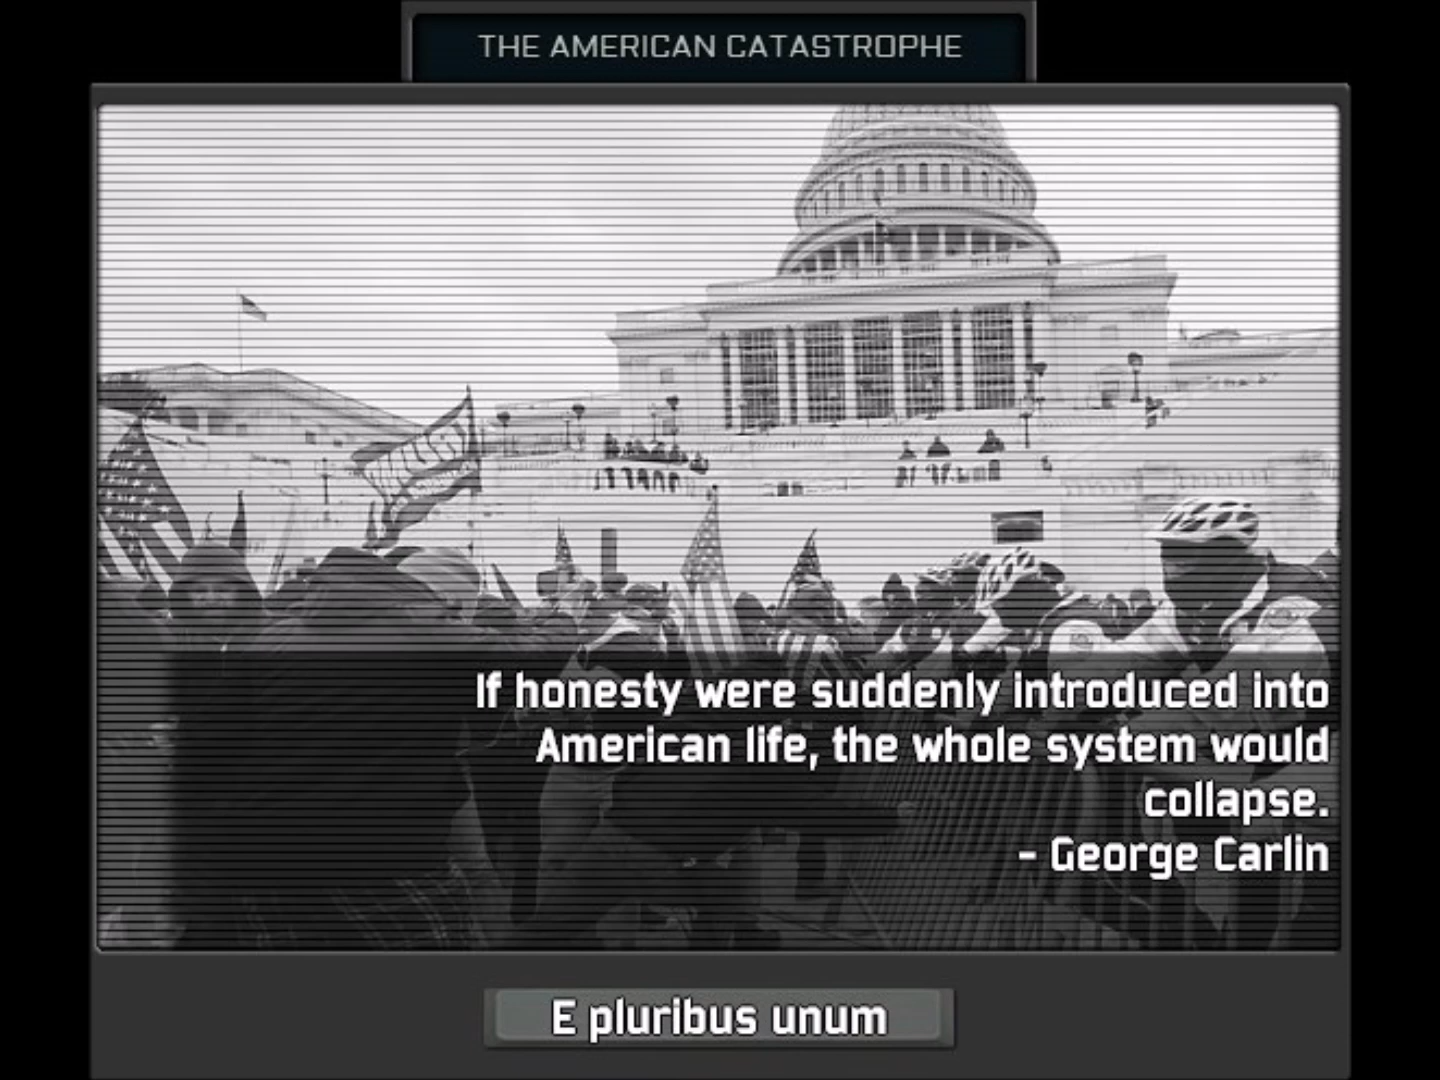 THE AMERICAN CATASTROPHE
If honesty were suddenly introduced into
American life, the whole system would
collapse.
- George Carlin
E pluribus unum